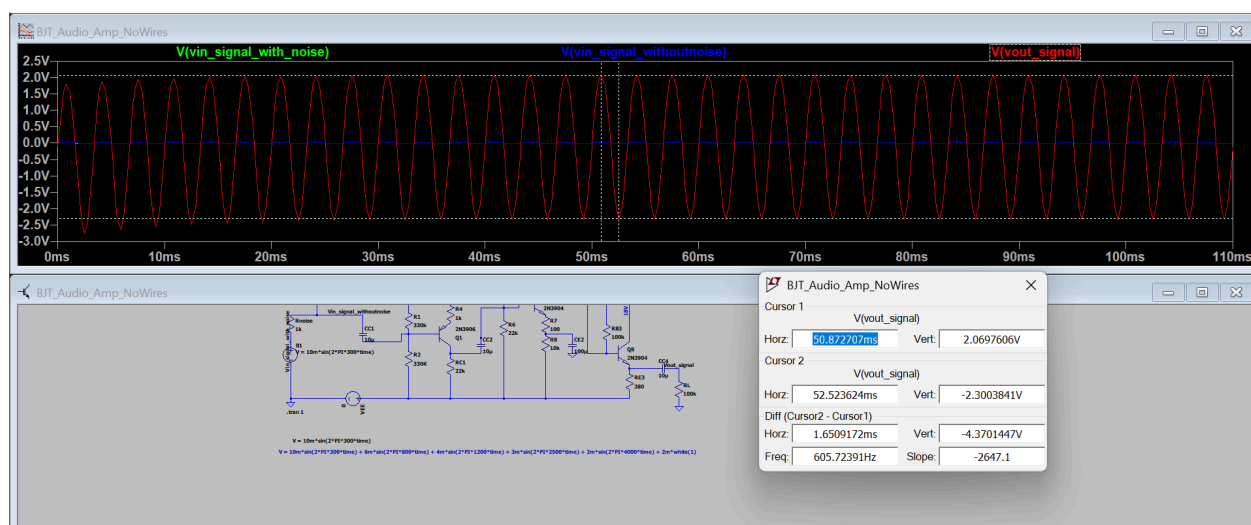 BJT_Audio_Amp_NoWires
V(vin_signal_with_noise) V(vin_signal_withoutnoise) V(vout_signal)
2.5V
2.0V
1.5V
1.0V
0.5V
0.0V
-0.5V
-1.0V
-1.5V
-2.0V
-2.5V
-3.0V
0ms 10ms 20ms 30ms 40ms 50ms 60ms 70ms 80ms 90ms 100ms 110ms
BJT_Audio_Amp_NoWires
Vin_signal_with_noise
Rnoise
1k
B1
V = 10m*sin(2*PI*300*time)
Vin_signal_withoutnoise
CC1
10µ
R1
330k
R2
330K
R4
1k
2N3906
Q1
RC1
22k
CC2
10µ
R6
22k
2N3904
R7
100
R8
10k
CE2
100µ
RB3
100k
10V
Q8
2N3904
RE3
380
CC4
10µ
Vout_signal
RL
100k
0
VEE
.tran 1
V = 10m*sin(2*PI*300*time)
V = 10m*sin(2*PI*300*time) + 6m*sin(2*PI*800*time) + 4m*sin(2*PI*1200*time) + 3m*sin(2*PI*2500*time) + 2m*sin(2*PI*4000*time) + 2m*white(1)
BJT_Audio_Amp_NoWires
Cursor 1
V(vout_signal)
Horz: 50.872707ms Vert: 2.0697606V
Cursor 2
V(vout_signal)
Horz: 52.523624ms Vert: -2.3003841V
Diff (Cursor2 - Cursor1)
Horz: 1.6509172ms Vert: -4.3701447V
Freq: 605.72391Hz Slope: -2647.1